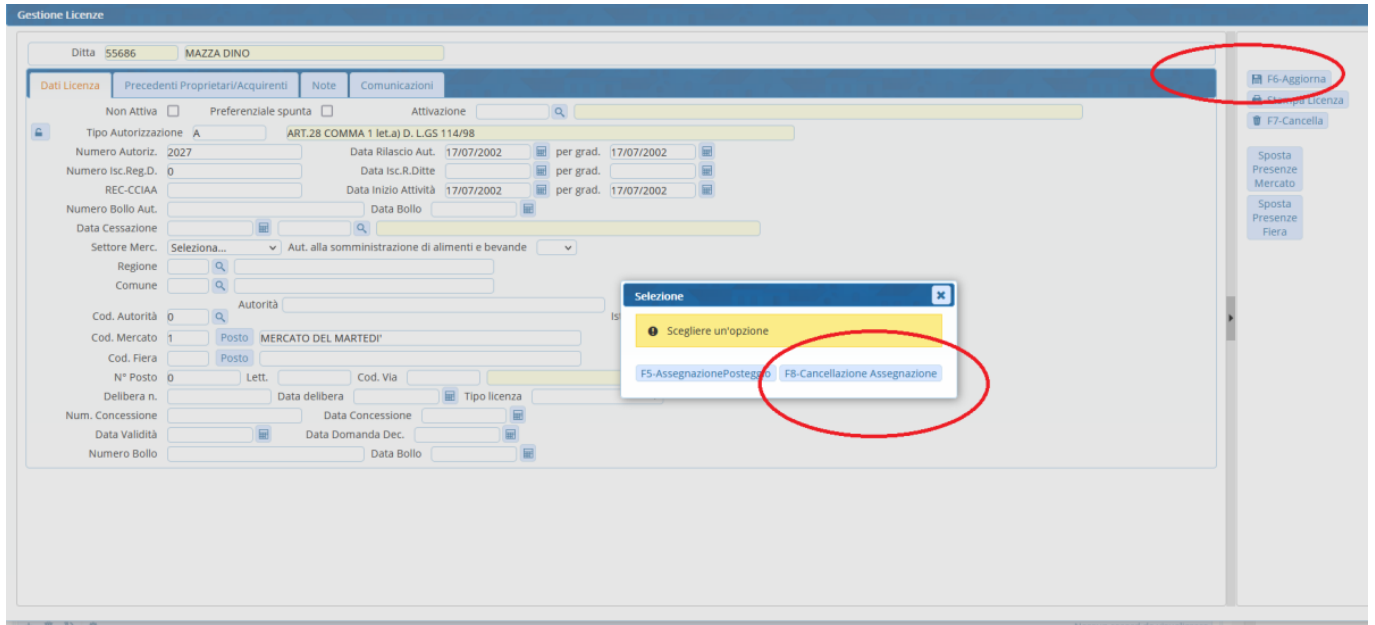 Gestione Licenze
Ditta 55686 MAZZA DINO
Dati Licenza Precedenti Proprietari/Acquirenti Note Comunicazioni
F6-Aggiorna
Stampa Licenza
F7-Cancella
Sposta
Presenze
Mercato
Sposta
Presenze
Fiera
Non Attiva Preferenziale spunta Attivazione
Tipo Autorizzazione A ART.28 COMMA 1 let.a) D. L.GS 114/98
Numero Autoriz. 2027 Data Rilascio Aut. 17/07/2002 per grad. 17/07/2002
Numero Isc.Reg.D. 0 Data Isc.R.Ditte per grad.
REC-CCIAA Data Inizio Attività 17/07/2002 per grad. 17/07/2002
Numero Bollo Aut. Data Bollo
Data Cessazione
Settore Merc. Seleziona... Aut. alla somministrazione di alimenti e bevande
Regione
Comune
Autorità
Cod. Autorità 0
Cod. Mercato 1 Posto MERCATO DEL MARTEDI'
Cod. Fiera Posto
N° Posto 0 Lett. Cod. Via
Delibera n. Data delibera Tipo licenza
Num. Concessione Data Concessione
Data Validità Data Domanda Dec.
Numero Bollo Data Bollo
Selezione
Scegliere un'opzione
F5-AssegnazionePosteggio F8-Cancellazione Assegnazione